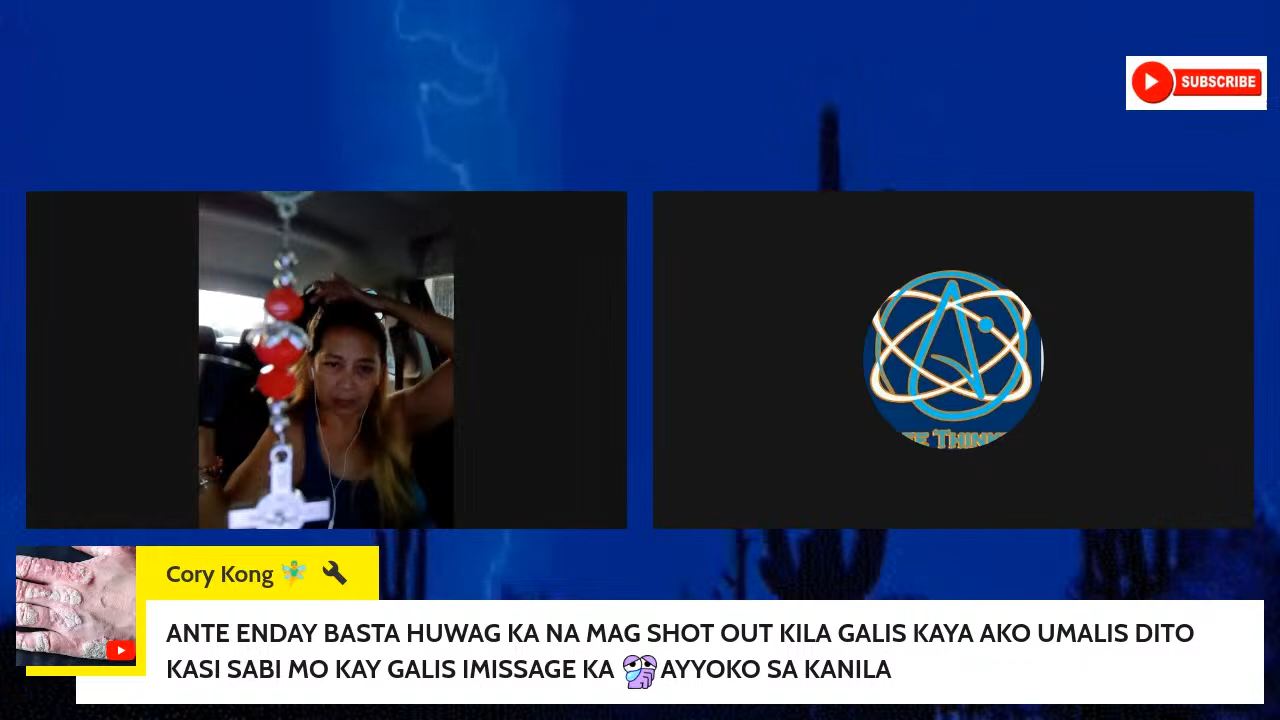 SUBSCRIBE
Cory Kong
ANTE ENDAY BASTA HUWAG KA NA MAG SHOT OUT KILA GALIS KAYA AKO UMALIS DITO
KASI SABI MO KAY GALIS IMISSAGE KA AYYOKO SA KANILA